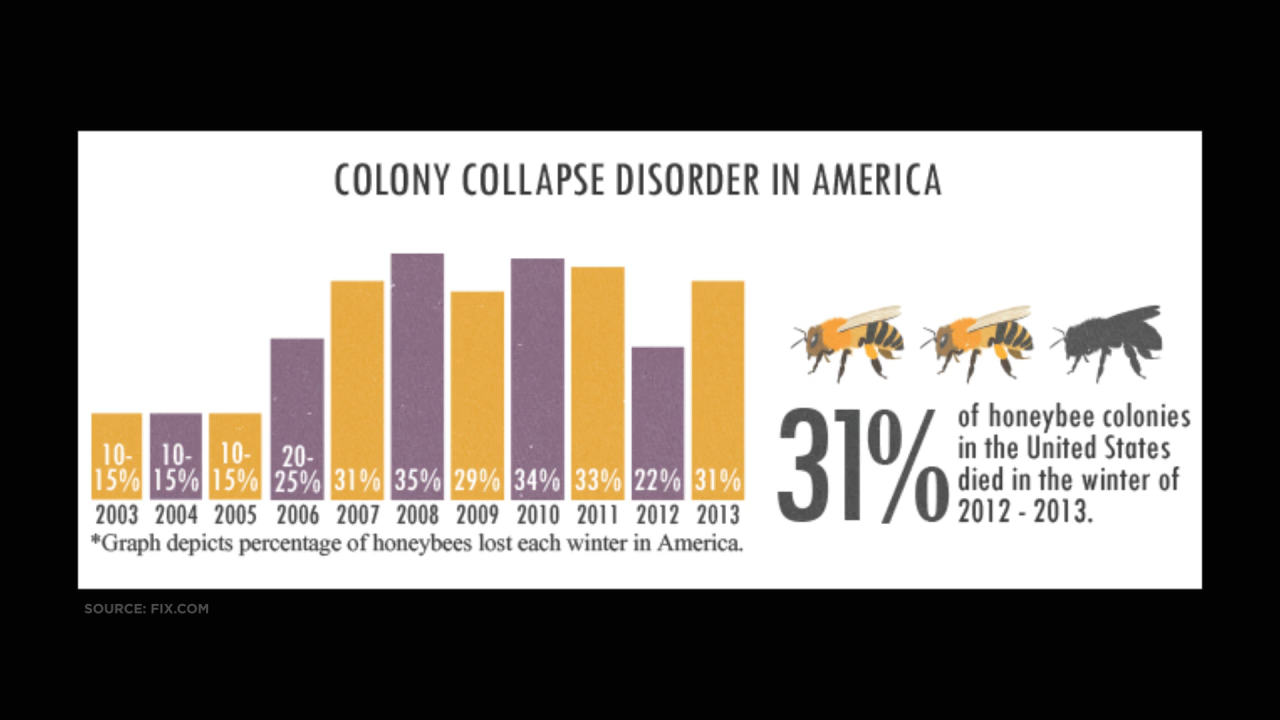 COLONY COLLAPSE DISORDER IN AMERICA
10-
15%
10-
15%
10-
15%
20-
25%
31%
35%
29%
34%
33%
22%
31%
2003 2004 2005 2006 2007 2008 2009 2010 2011 2012 2013
*Graph depicts percentage of honeybees lost each winter in America.
31%
of honeybee colonies
in the United States
died in the winter of
2012 - 2013.
SOURCE: FIX.COM